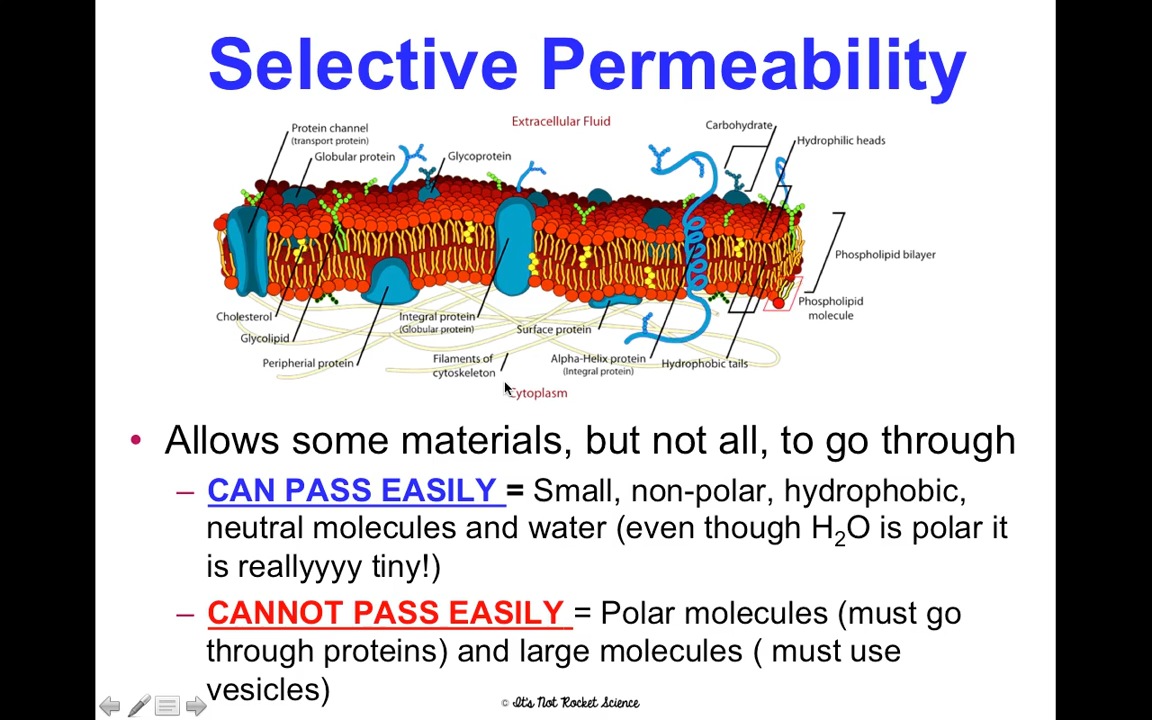 Selective Permeability
Extracellular Fluid
Carbohydrate
Protein channel
(transport protein)
Hydrophilic heads
Globular protein
Glycoprotein
Phospholipid bilayer
Phospholipid
molecule
Cholesterol
Integral protein
(Globular protein)
Surface protein
Glycolipid
Peripherial protein
Filaments of
cytoskeleton
Alpha-Helix protein
(Integral protein)
Hydrophobic tails
Cytoplasm
• Allows some materials, but not all, to go through
– CAN PASS EASILY = Small, non-polar, hydrophobic,
neutral molecules and water (even though H₂O is polar it
is reallyyyy tiny!)
– CANNOT PASS EASILY = Polar molecules (must go
through proteins) and large molecules ( must use
vesicles)
© It's Not Rocket Science